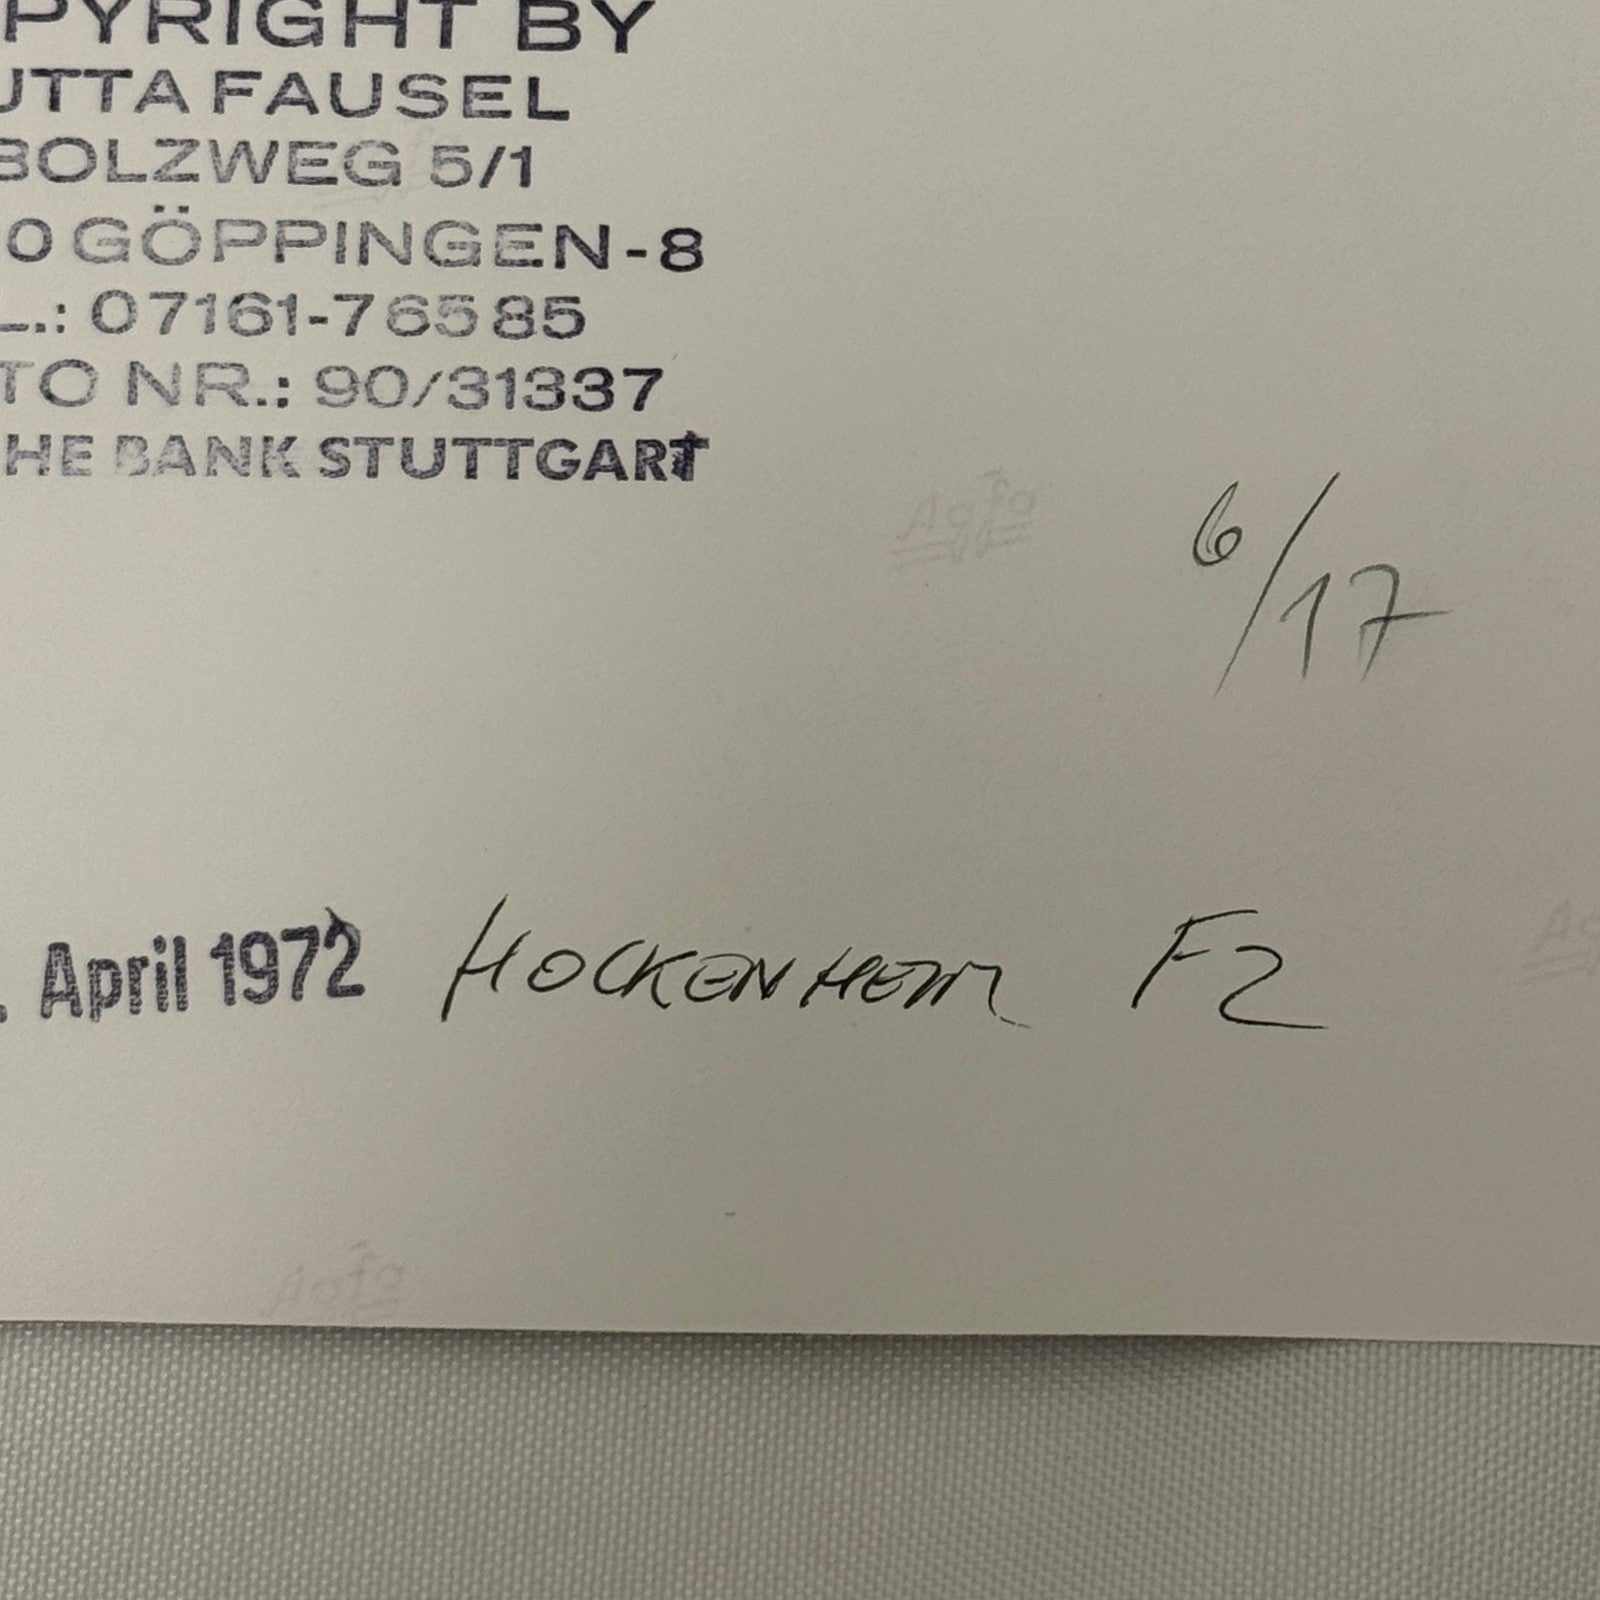 PYRIGHT BY
UTTA FAUSEL
BOLZWEG 5/1
0 GÖPPINGEN-8
L.: 07161-76585
TO NR.: 90/31337
HE BANK STUTTGART
6/17
. April 1972 HOCKENHEIM F2